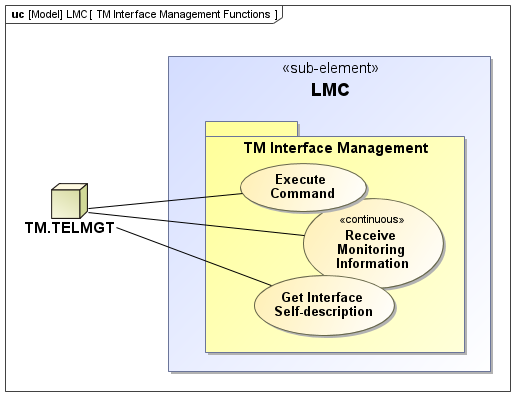 uc [Model] LMC [ TM Interface Management Functions ]
«sub-element»
LMC
TM Interface Management
Execute
Command
«continuous»
Receive
Monitoring
Information
TM.TELMGT
Get Interface
Self-description